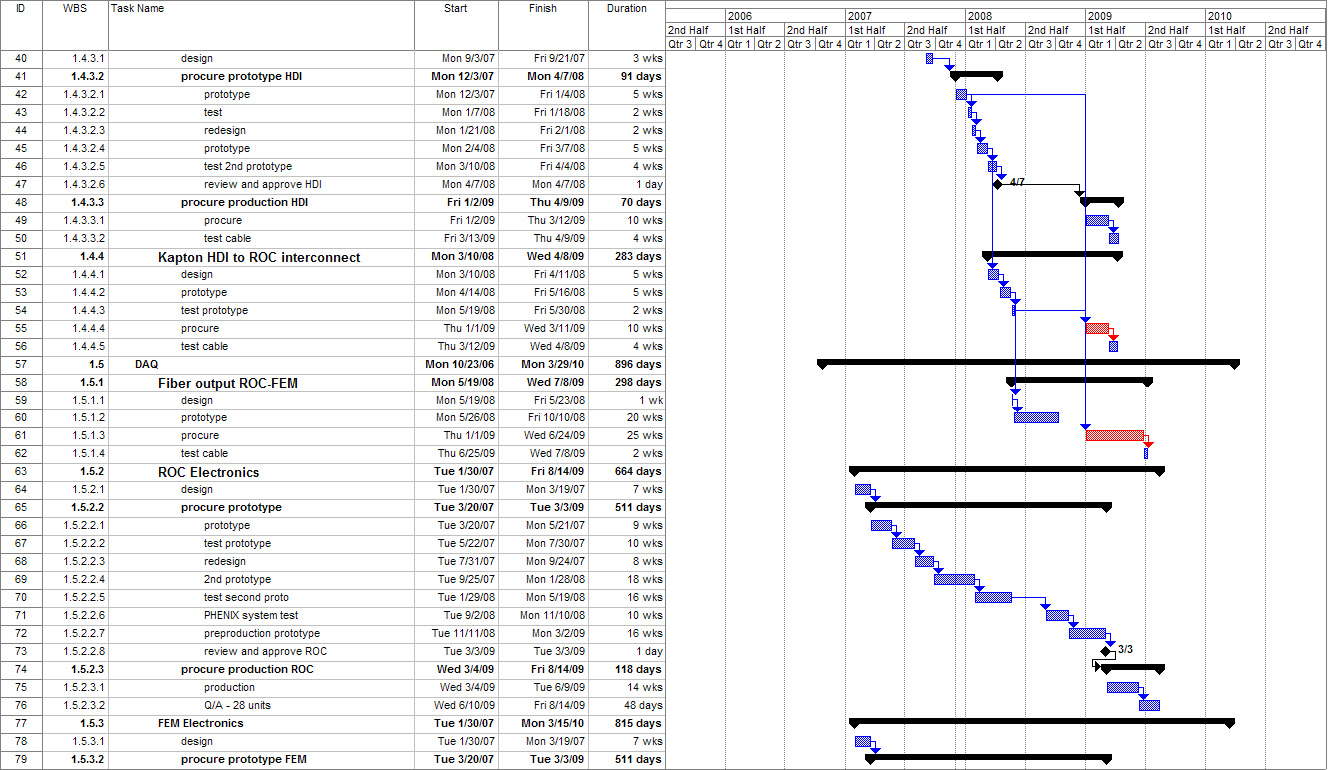 ID WBS Task Name Start Finish Duration
2006 2007 2008 2009 2010
2nd Half 1st Half 2nd Half 1st Half 2nd Half 1st Half 2nd Half 1st Half 2nd Half 1st Half 2nd Half
Qtr 3 Qtr 4 Qtr 1 Qtr 2 Qtr 3 Qtr 4 Qtr 1 Qtr 2 Qtr 3 Qtr 4 Qtr 1 Qtr 2 Qtr 3 Qtr 4 Qtr 1 Qtr 2 Qtr 3 Qtr 4 Qtr 1 Qtr 2 Qtr 3 Qtr 4
40 1.4.3.1 design Mon 9/3/07 Fri 9/21/07 3 wks
41 1.4.3.2 procure prototype HDI Mon 12/3/07 Mon 4/7/08 91 days
42 1.4.3.2.1 prototype Mon 12/3/07 Fri 1/4/08 5 wks
43 1.4.3.2.2 test Mon 1/7/08 Fri 1/18/08 2 wks
44 1.4.3.2.3 redesign Mon 1/21/08 Fri 2/1/08 2 wks
45 1.4.3.2.4 prototype Mon 2/4/08 Fri 3/7/08 5 wks
46 1.4.3.2.5 test 2nd prototype Mon 3/10/08 Fri 4/4/08 4 wks
47 1.4.3.2.6 review and approve HDI Mon 4/7/08 Mon 4/7/08 1 day 4/7
48 1.4.3.3 procure production HDI Fri 1/2/09 Thu 4/9/09 70 days
49 1.4.3.3.1 procure Fri 1/2/09 Thu 3/12/09 10 wks
50 1.4.3.3.2 test cable Fri 3/13/09 Thu 4/9/09 4 wks
51 1.4.4 Kapton HDI to ROC interconnect Mon 3/10/08 Wed 4/8/09 283 days
52 1.4.4.1 design Mon 3/10/08 Fri 4/11/08 5 wks
53 1.4.4.2 prototype Mon 4/14/08 Fri 5/16/08 5 wks
54 1.4.4.3 test prototype Mon 5/19/08 Fri 5/30/08 2 wks
55 1.4.4.4 procure Thu 1/1/09 Wed 3/11/09 10 wks
56 1.4.4.5 test cable Thu 3/12/09 Wed 4/8/09 4 wks
57 1.5 DAQ Mon 10/23/06 Mon 3/29/10 896 days
58 1.5.1 Fiber output ROC-FEM Mon 5/19/08 Wed 7/8/09 298 days
59 1.5.1.1 design Mon 5/19/08 Fri 5/23/08 1 wk
60 1.5.1.2 prototype Mon 5/26/08 Fri 10/10/08 20 wks
61 1.5.1.3 procure Thu 1/1/09 Wed 6/24/09 25 wks
62 1.5.1.4 test cable Thu 6/25/09 Wed 7/8/09 2 wks
63 1.5.2 ROC Electronics Tue 1/30/07 Fri 8/14/09 664 days
64 1.5.2.1 design Tue 1/30/07 Mon 3/19/07 7 wks
65 1.5.2.2 procure prototype Tue 3/20/07 Tue 3/3/09 511 days
66 1.5.2.2.1 prototype Tue 3/20/07 Mon 5/21/07 9 wks
67 1.5.2.2.2 test prototype Tue 5/22/07 Mon 7/30/07 10 wks
68 1.5.2.2.3 redesign Tue 7/31/07 Mon 9/24/07 8 wks
69 1.5.2.2.4 2nd prototype Tue 9/25/07 Mon 1/28/08 18 wks
70 1.5.2.2.5 test second proto Tue 1/29/08 Mon 5/19/08 16 wks
71 1.5.2.2.6 PHENIX system test Tue 9/2/08 Mon 11/10/08 10 wks
72 1.5.2.2.7 preproduction prototype Tue 11/11/08 Mon 3/2/09 16 wks
73 1.5.2.2.8 review and approve ROC Tue 3/3/09 Tue 3/3/09 1 day 3/3
74 1.5.2.3 procure production ROC Wed 3/4/09 Fri 8/14/09 118 days
75 1.5.2.3.1 production Wed 3/4/09 Tue 6/9/09 14 wks
76 1.5.2.3.2 Q/A - 28 units Wed 6/10/09 Fri 8/14/09 48 days
77 1.5.3 FEM Electronics Tue 1/30/07 Mon 3/15/10 815 days
78 1.5.3.1 design Tue 1/30/07 Mon 3/19/07 7 wks
79 1.5.3.2 procure prototype FEM Tue 3/20/07 Tue 3/3/09 511 days